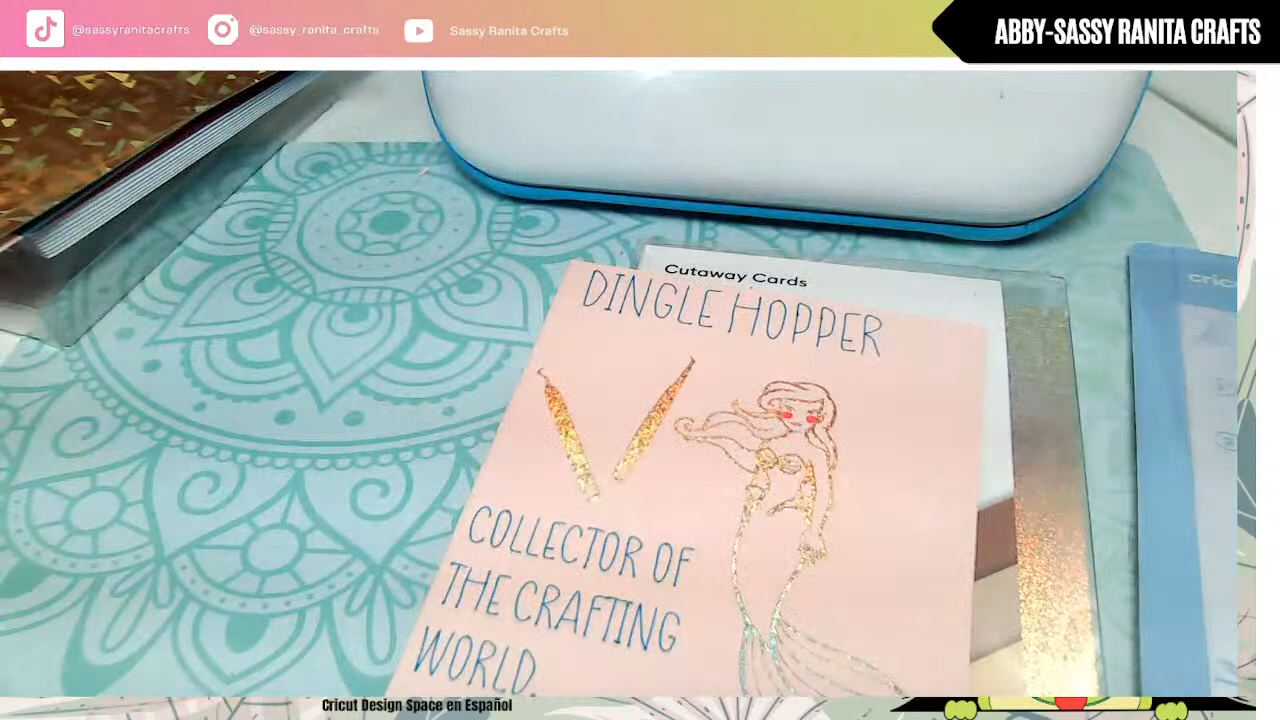 @sassyranitacrafts
@sassy_ranita_crafts
Sassy Ranita Crafts
ABBY-SASSY RANITA CRAFTS
Cutaway Cards
DINGLE HOPPER
COLLECTOR OF
THE CRAFTING
WORLD.
Cricut Design Space en Español